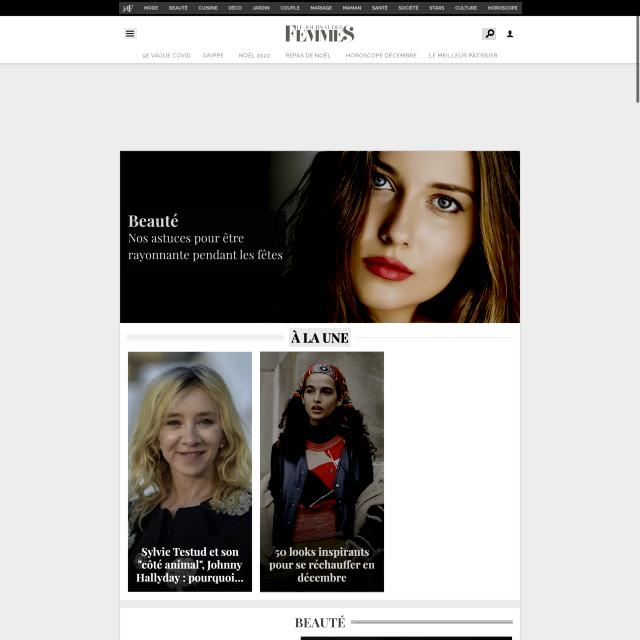 JDF MODE BEAUTÉ CUISINE DÉCO JARDIN COUPLE MARIAGE MAMAN SANTÉ SOCIÉTÉ STARS CULTURE HOROSCOPE
LE JOURNAL DES
FEMMES
9E VAGUE COVID GRIPPE NOËL 2022 REPAS DE NOËL HOROSCOPE DÉCEMBRE LE MEILLEUR PÂTISSIER
Beauté
Nos astuces pour être
rayonnante pendant les fêtes
À LA UNE
Sylvie Testud et son
"côté animal", Johnny
Hallyday : pourquoi...
50 looks inspirants
pour se réchauffer en
décembre
BEAUTÉ